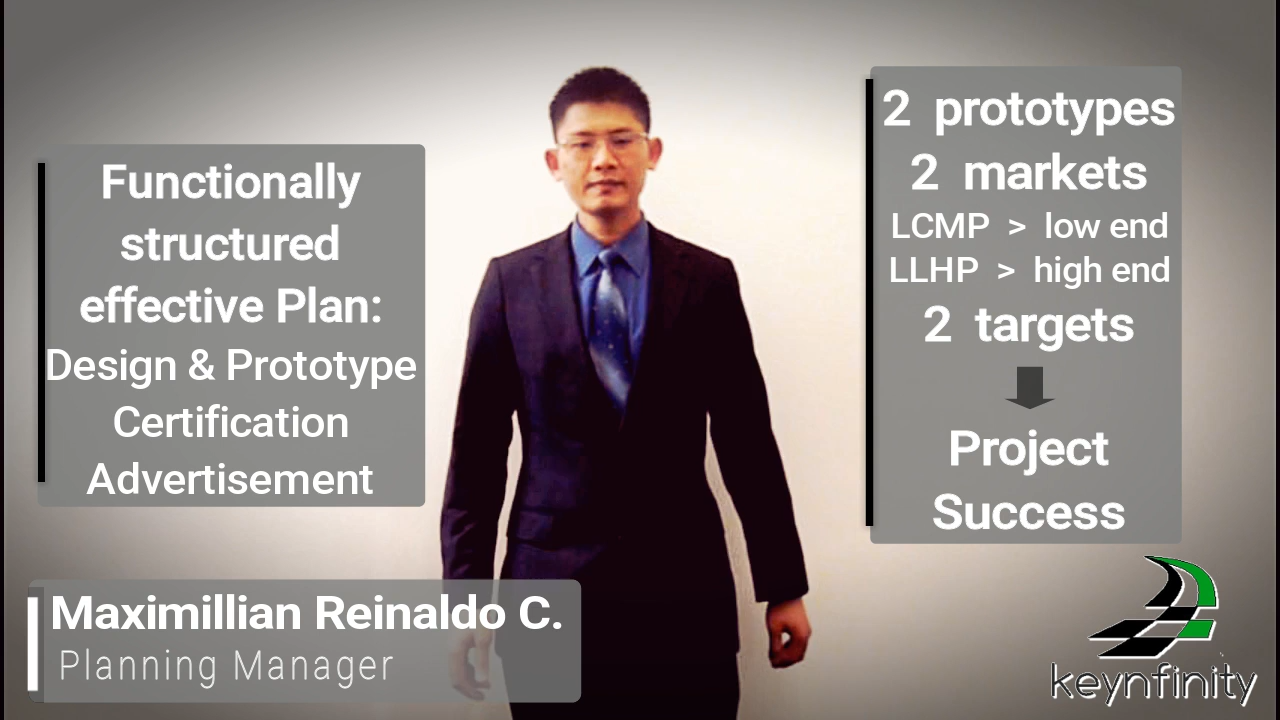 Functionally
structured
effective Plan:
Design & Prototype
Certification
Advertisement
2 prototypes
2 markets
LCMP > low end
LLHP > high end
2 targets
Project
Success
Maximillian Reinaldo C.
Planning Manager
keynfinity